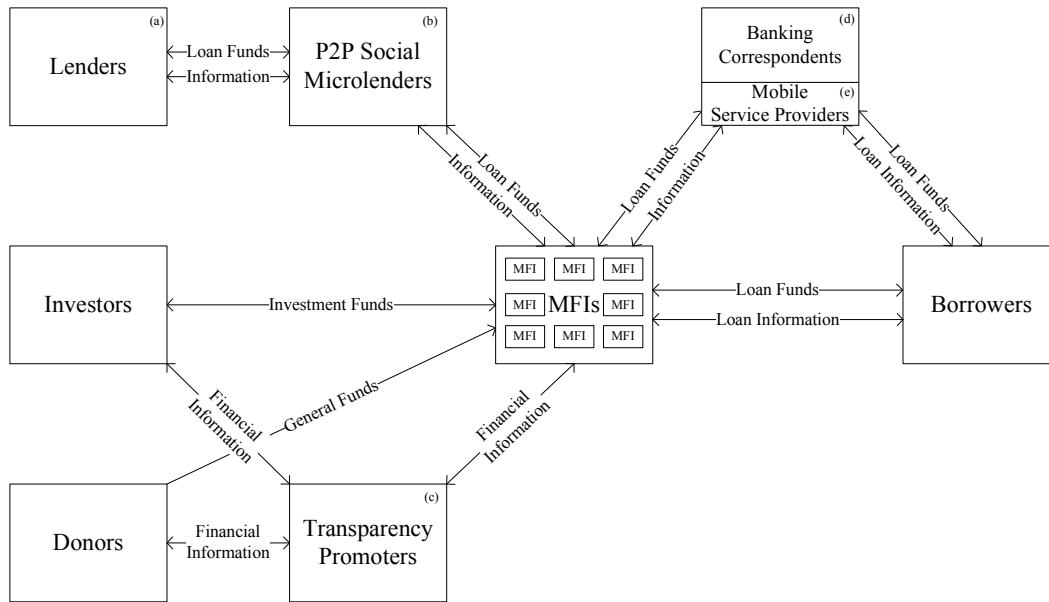 (a)
Lenders
Loan Funds
Information
(b)
P2P Social
Microlenders
(d)
Banking
Correspondents
(e)
Mobile
Service Providers
Information
Loan Funds
Loan Funds
Information
Loan Information
Loan Funds
Investors
Investment Funds
MFI MFI MFI
MFI MFIs MFI
MFI MFI MFI
Loan Funds
Loan Information
Borrowers
General Funds
Financial
Information
Financial
Information
Donors
Financial
Information
(c)
Transparency
Promoters